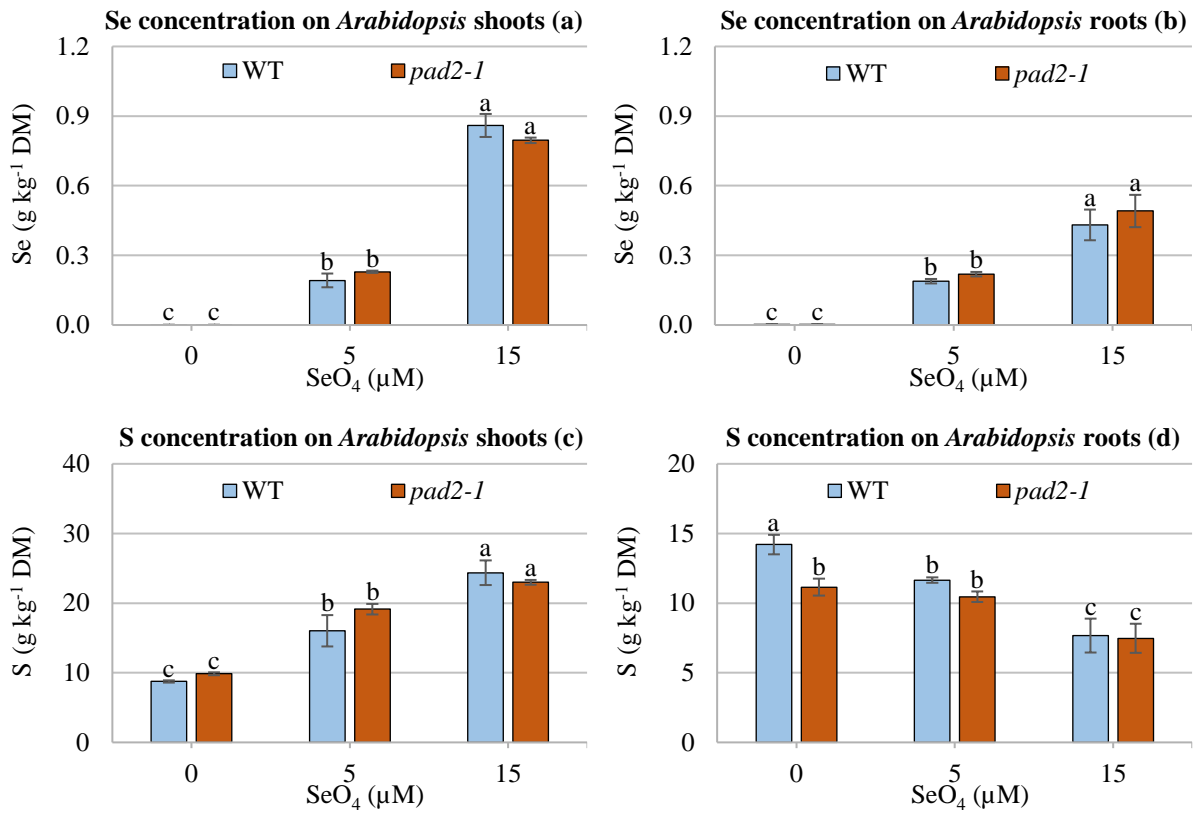 Se concentration on Arabidopsis shoots (a)
1.2
0.9
0.6
0.3
0.0
Se (g kg-1 DM)
WT
pad2-1
c
c
b
b
a
a
0
5
15
SeO4 (µM)
Se concentration on Arabidopsis roots (b)
1.2
0.9
0.6
0.3
0.0
Se (g kg-1 DM)
WT
pad2-1
c
c
b
b
a
a
0
5
15
SeO4 (µM)
S concentration on Arabidopsis shoots (c)
40
30
20
10
0
S (g kg-1 DM)
WT
pad2-1
c
c
b
b
a
a
0
5
15
SeO4 (µM)
S concentration on Arabidopsis roots (d)
20
15
10
5
0
S (g kg-1 DM)
WT
pad2-1
a
b
b
b
c
c
0
5
15
SeO4 (µM)